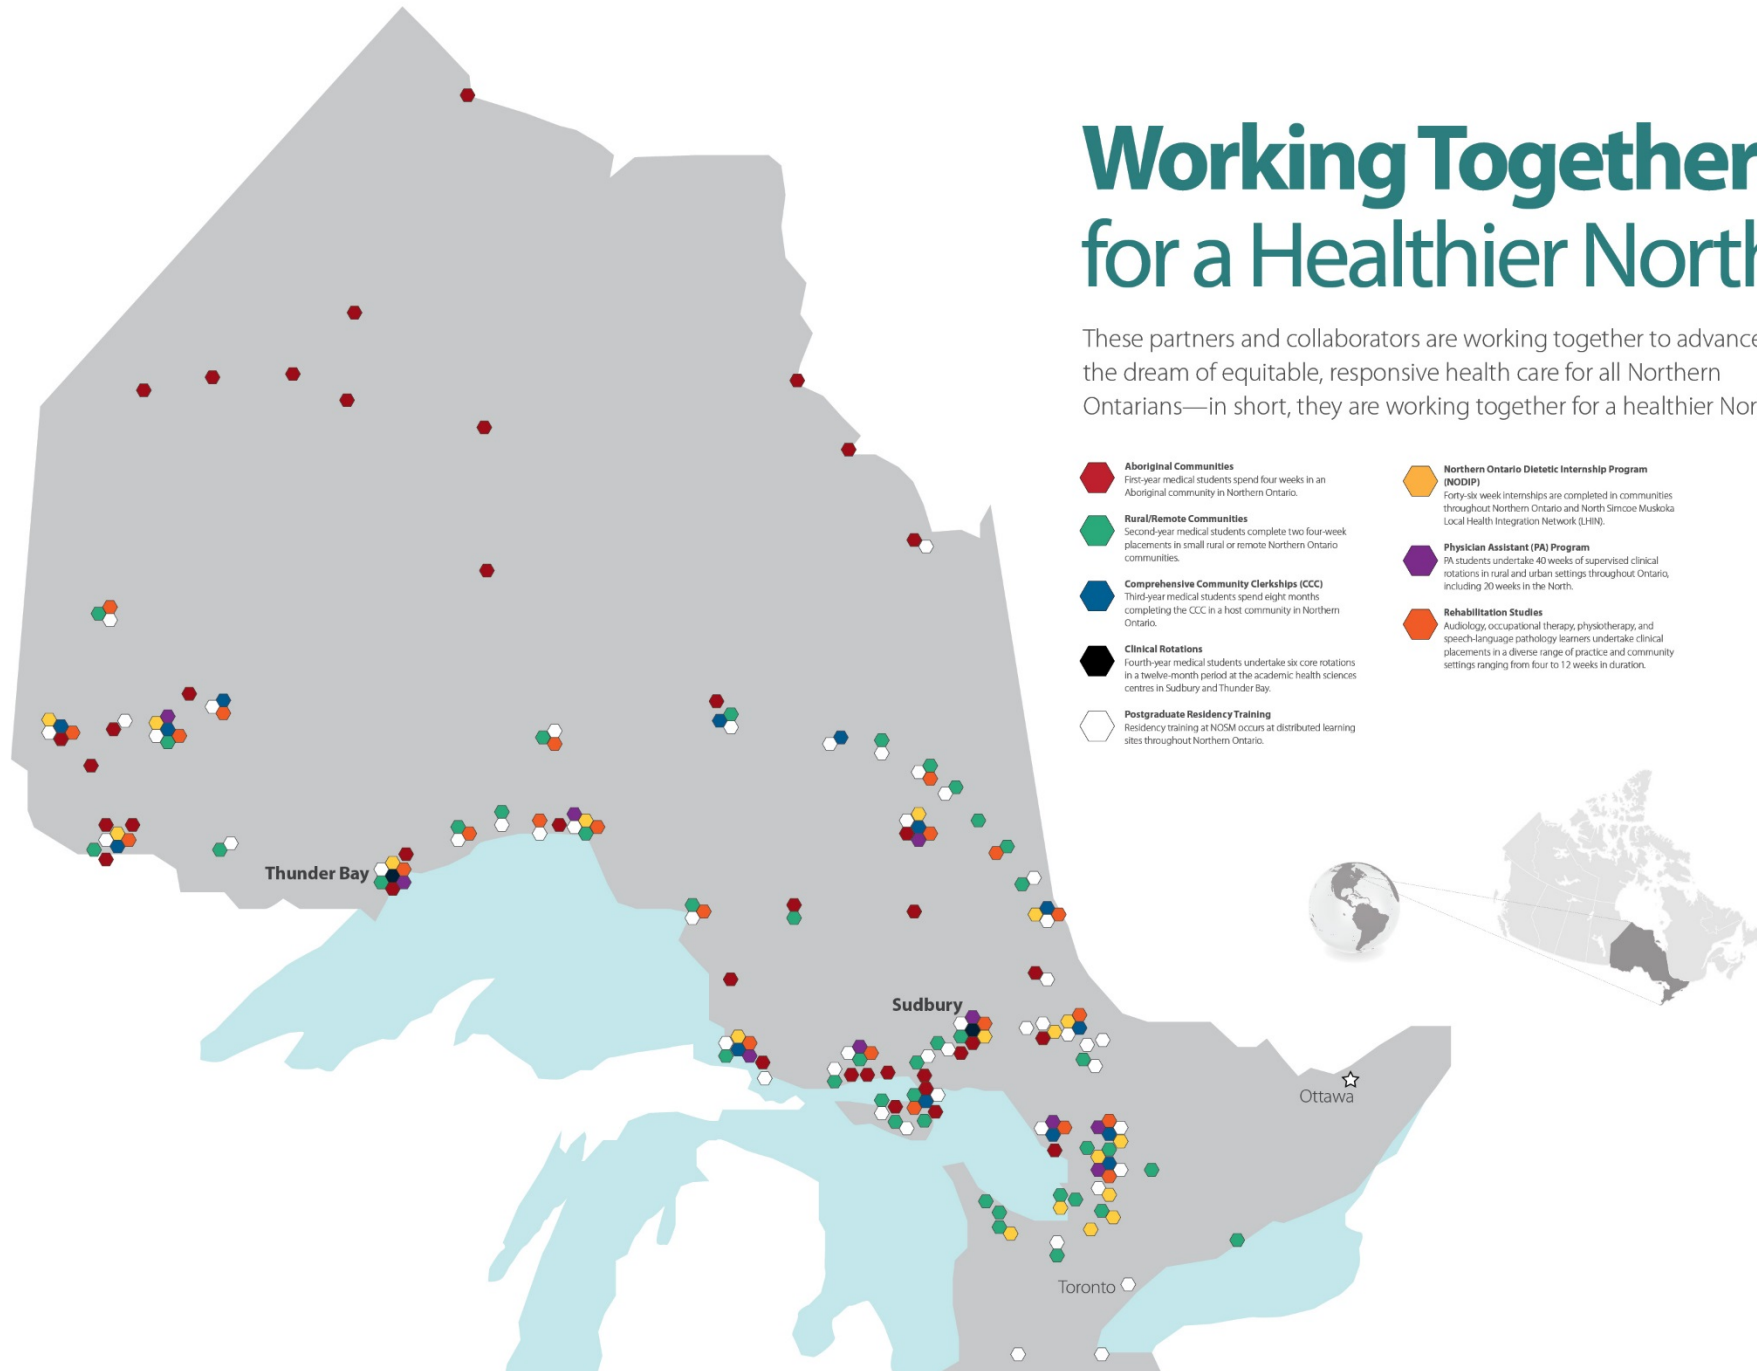 Working Together
for a Healthier North
These partners and collaborators are working together to advance
the dream of equitable, responsive health care for all Northern
Ontarians—in short, they are working together for a healthier Nor
Aboriginal Communities
First-year medical students spend four weeks in an
Aboriginal community in Northern Ontario.
Rural/Remote Communities
Second-year medical students complete two four-week
placements in small rural or remote Northern Ontario
communities.
Comprehensive Community Clerkships (CCC)
Third-year medical students spend eight months
completing the CCC in a host community in Northern
Ontario.
Clinical Rotations
Fourth-year medical students undertake six core rotations
in a twelve-month period at the academic health sciences
centres in Sudbury and Thunder Bay.
Postgraduate Residency Training
Residency training at NOSM occurs at distributed learning
sites throughout Northern Ontario.
Northern Ontario Dietetic Internship Program
(NODIP)
Forty-six week internships are completed in communities
throughout Northern Ontario and North Simcoe Muskoka
Local Health Integration Network (LHIN).
Physician Assistant (PA) Program
PA students undertake 40 weeks of supervised clinical
rotations in rural and urban settings throughout Ontario,
including 20 weeks in the North.
Rehabilitation Studies
Audiology, occupational therapy, physiotherapy, and
speech-language pathology learners undertake clinical
placements in a diverse range of practice and community
settings ranging from four to 12 weeks in duration.
Thunder Bay
Sudbury
Ottawa
Toronto